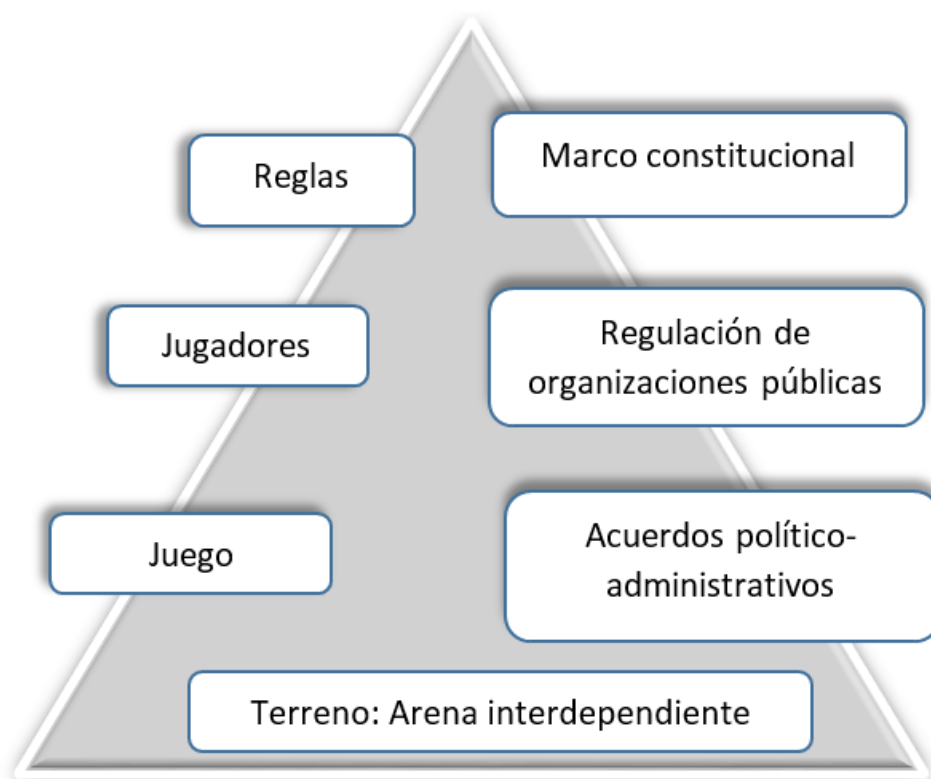 Reglas
Marco constitucional
Jugadores
Regulación de
organizaciones públicas
Juego
Acuerdos político-
administrativos
Terreno: Arena interdependiente